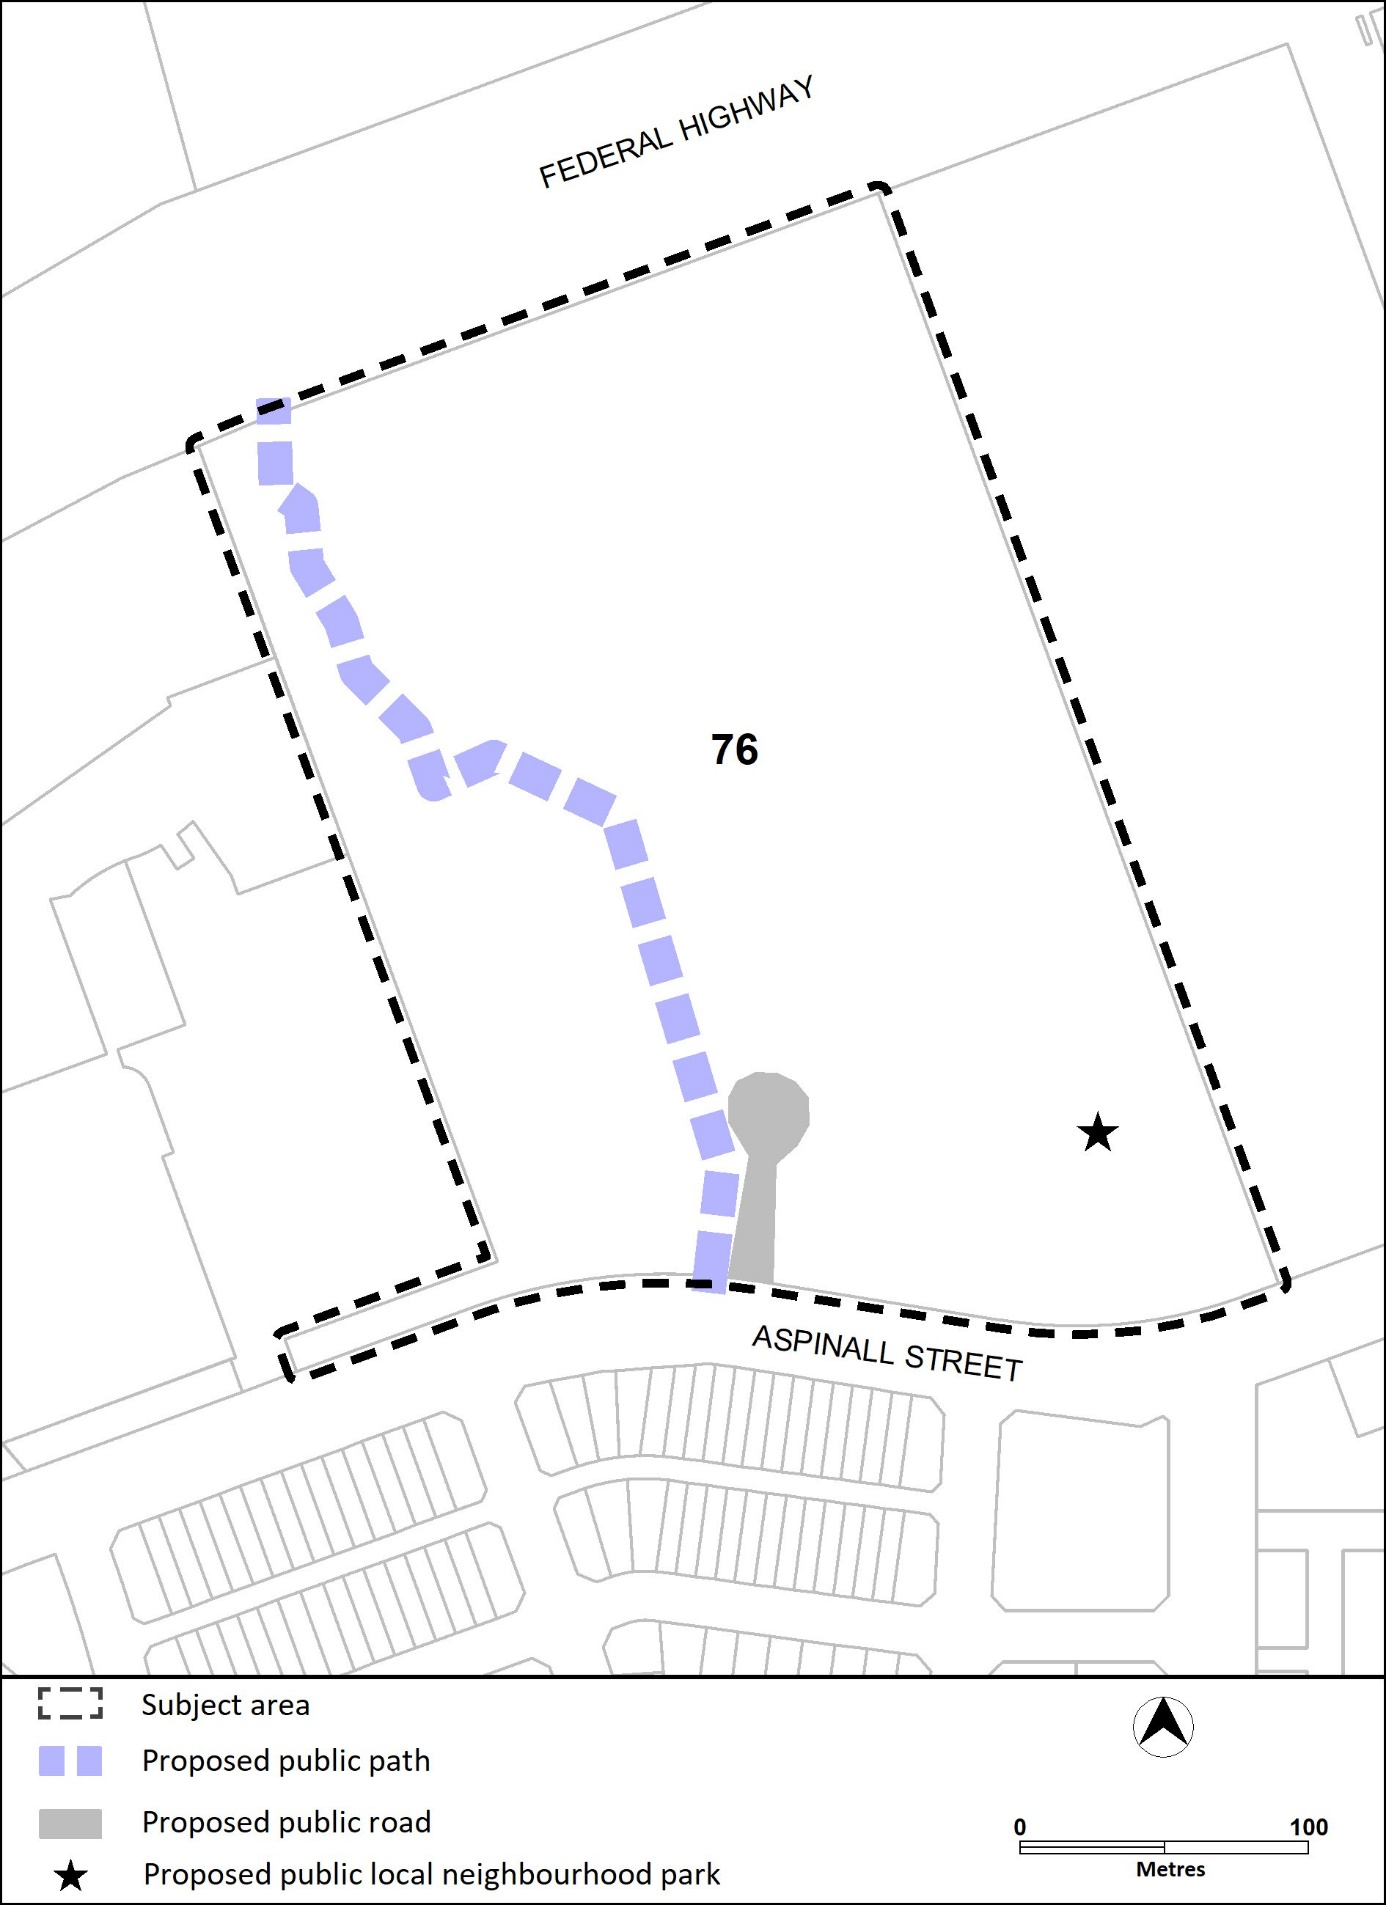 FEDERAL HIGHWAY
76
ASPINALL STREET
Subject area
Proposed public path
Proposed public road
Proposed public local neighbourhood park
0 100
Metres